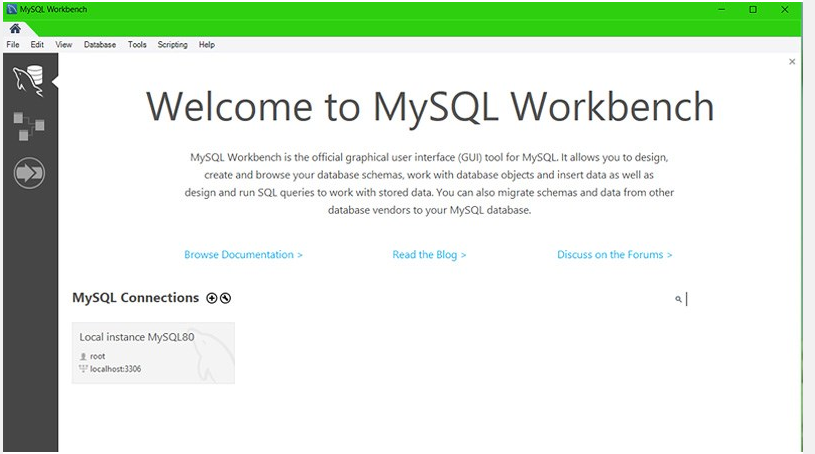 MySQL Workbench
File Edit View Database Tools Scripting Help
Welcome to MySQL Workbench
MySQL Workbench is the official graphical user interface (GUI) tool for MySQL. It allows you to design,
create and browse your database schemas, work with database objects and insert data as well as
design and run SQL queries to work with stored data. You can also migrate schemas and data from other
database vendors to your MySQL database.
Browse Documentation > Read the Blog > Discuss on the Forums >
MySQL Connections
Local instance MySQL80
root
localhost:3306